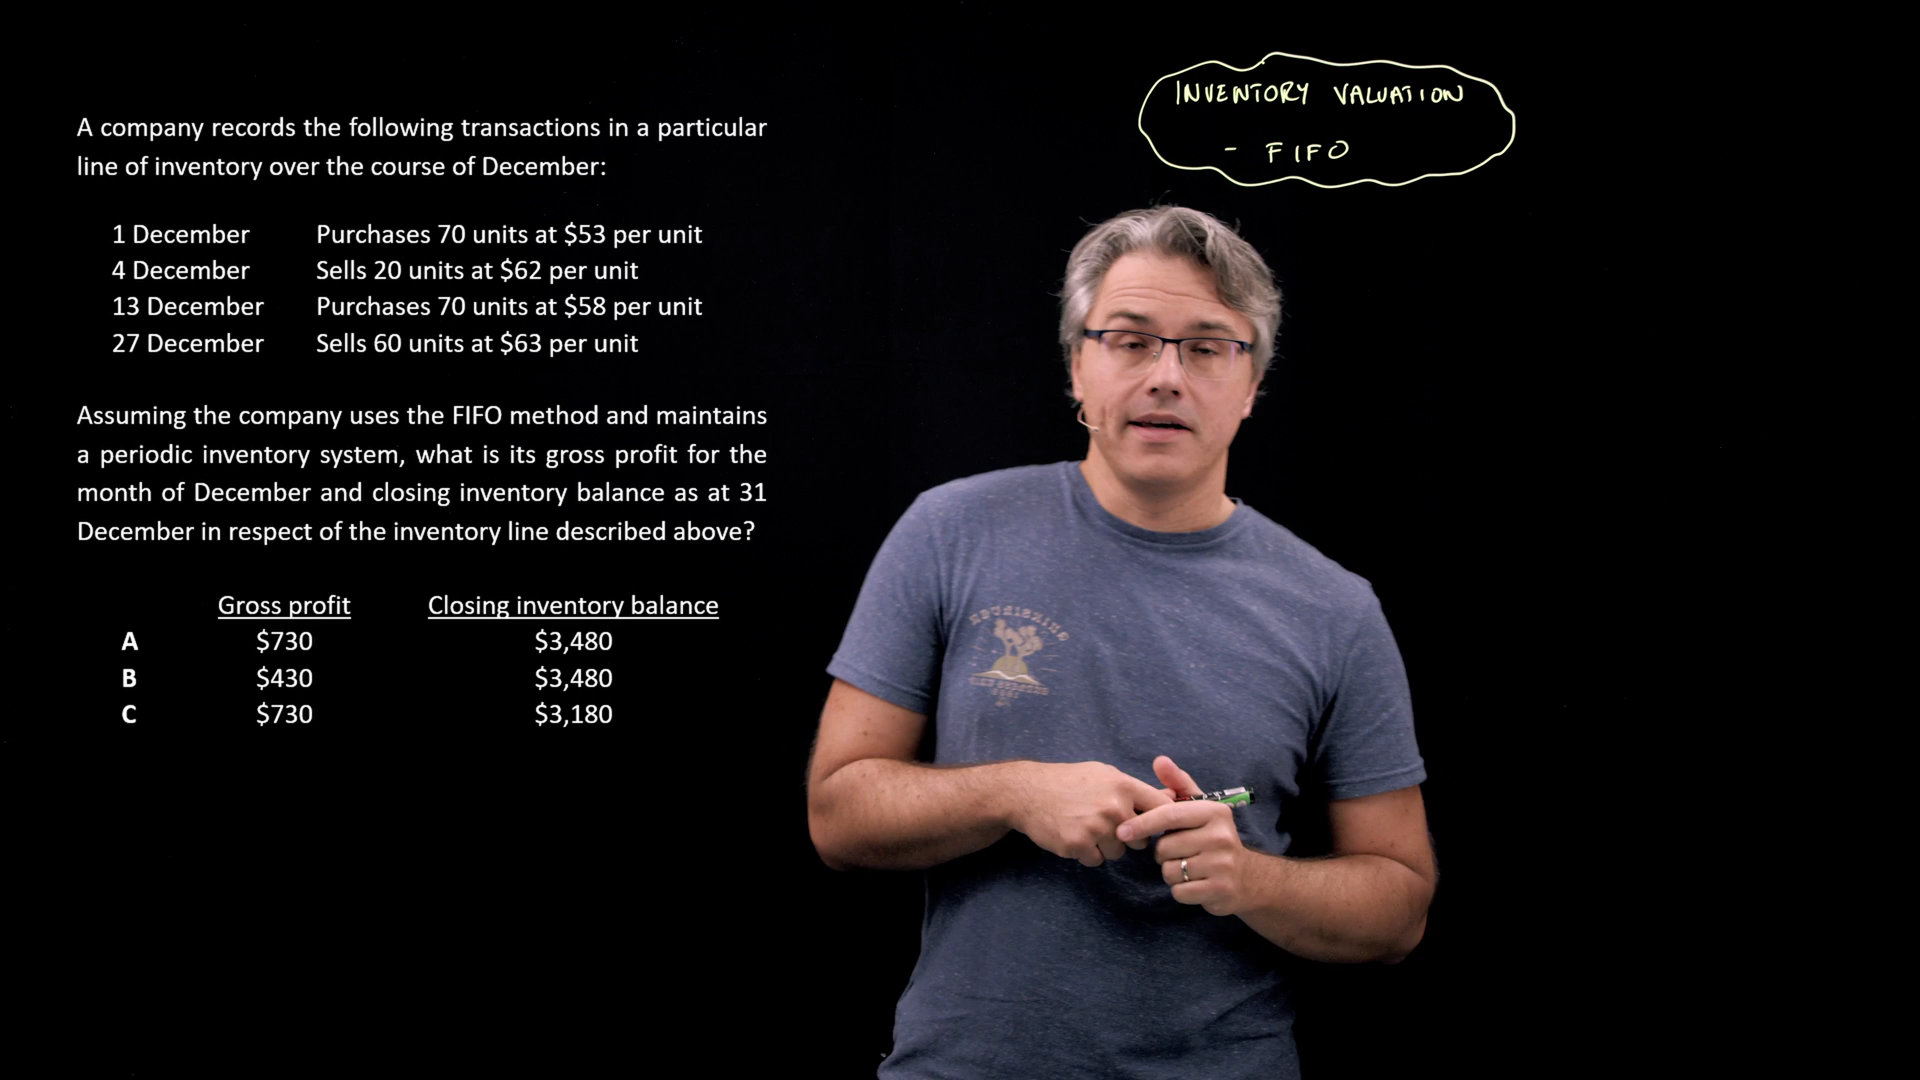 A company records the following transactions in a particular
line of inventory over the course of December:
1 December Purchases 70 units at $53 per unit
4 December Sells 20 units at $62 per unit
13 December Purchases 70 units at $58 per unit
27 December Sells 60 units at $63 per unit
Assuming the company uses the FIFO method and maintains
a periodic inventory system, what is its gross profit for the
month of December and closing inventory balance as at 31
December in respect of the inventory line described above?
Gross profit Closing inventory balance
A $730 $3,480
B $430 $3,480
C $730 $3,180
INVENTORY VALUATION
- FIFO